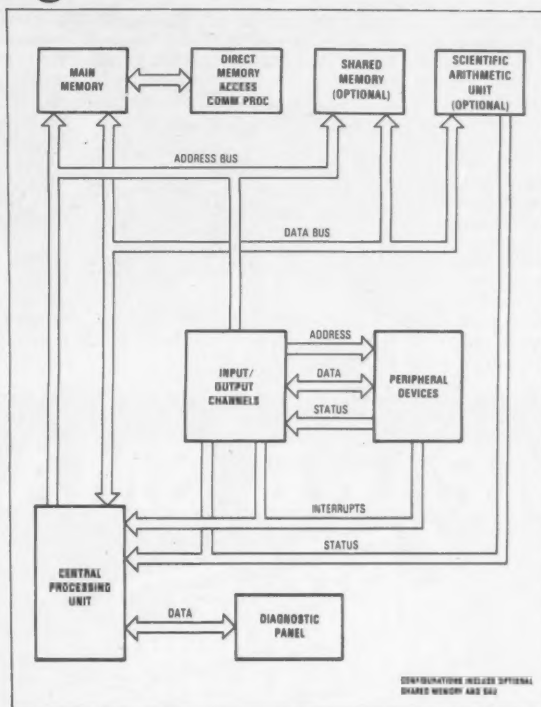 MAIN
MEMORY
DIRECT
MEMORY
ACCESS
COMM PROC
SHARED
MEMORY
(OPTIONAL)
SCIENTIFIC
ARITHMETIC
UNIT
(OPTIONAL)
ADDRESS BUS
DATA BUS
INPUT/
OUTPUT
CHANNELS
ADDRESS
DATA
STATUS
PERIPHERAL
DEVICES
INTERRUPTS
STATUS
CENTRAL
PROCESSING
UNIT
DATA
DIAGNOSTIC
PANEL
CONFIGURATIONS INCLUDE OPTIONAL
SHARED MEMORY AND SAU